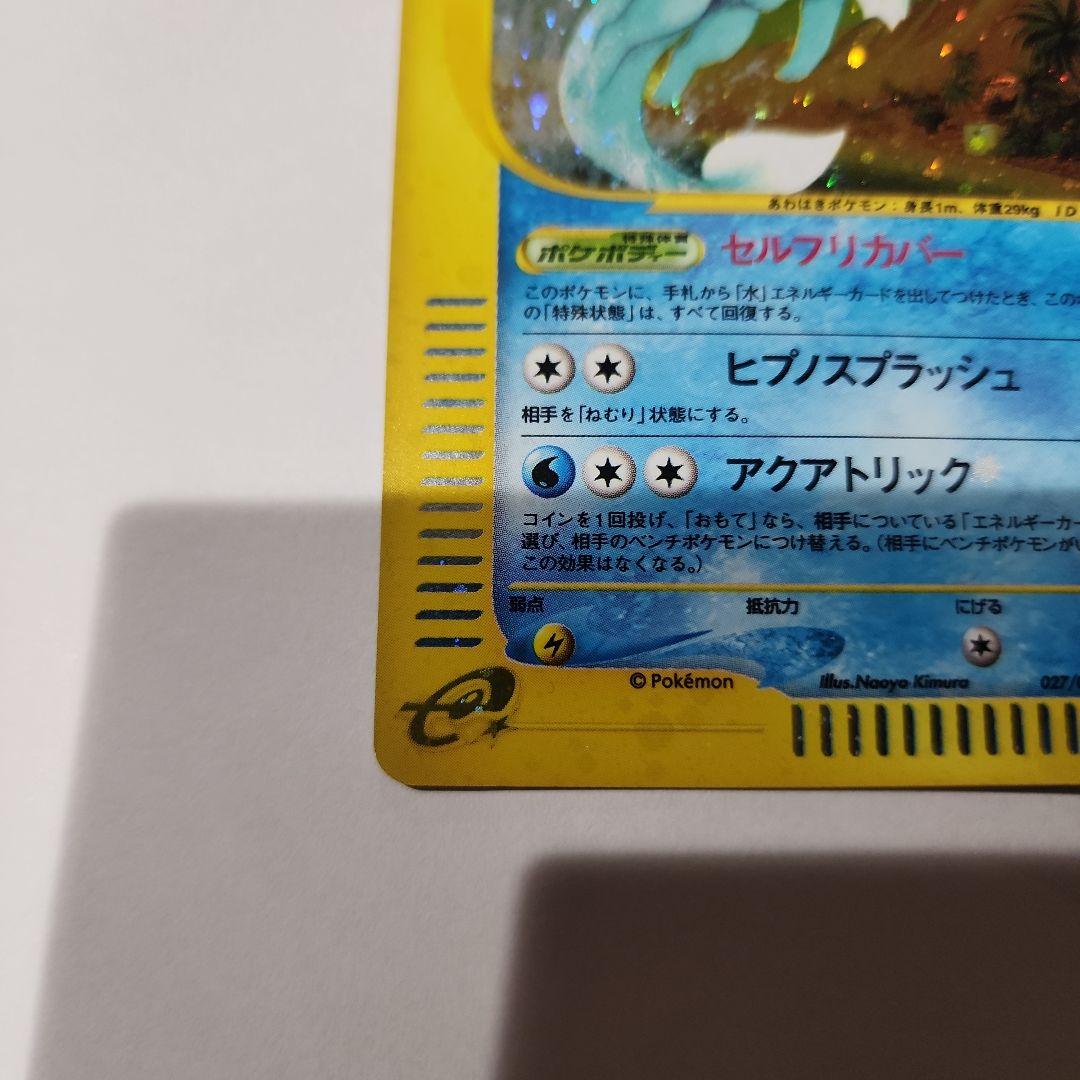 あわはきポケモン：身長1m、体重29kg ID
特殊体質
ポケボディー セルフリカバー
このポケモンに、手札から「水」エネルギーカードを出してつけたとき、この
の「特殊状態」は、すべて回復する。
ヒプノスプラッシュ
相手を「ねむり」状態にする。
アクアトリック
コインを1回投げ、「おもて」なら、相手についている「エネルギーカー
選び、相手のベンチポケモンにつけ替える。（相手にベンチポケモンがい
この効果はなくなる。）
弱点 抵抗力 にげる
© Pokémon Illus.Naoyo Kimura 027/
e